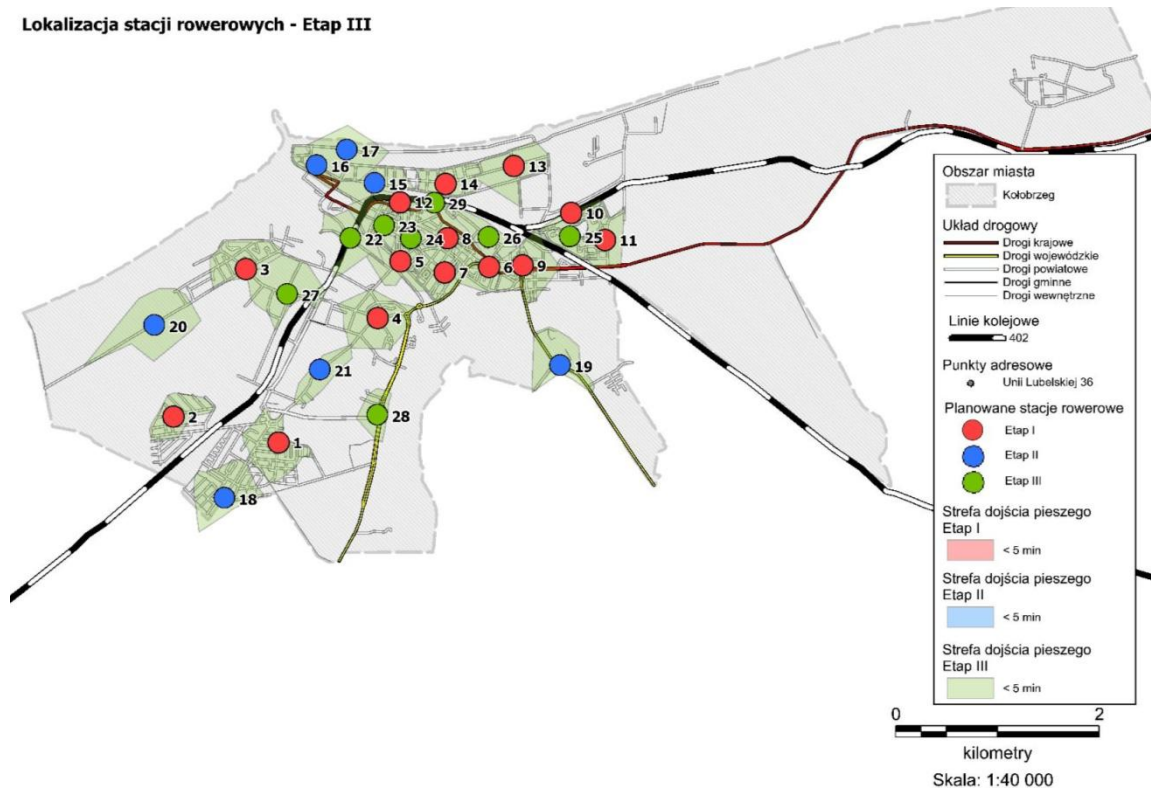 Lokalizacja stacji rowerowych - Etap III
17
16
13
15
14
12
29
10
23
22
24
8
26
25
11
3
5
7
6
9
27
20
4
21
19
2
28
1
18
Obszar miasta
Kołobrzeg
Układ drogowy
Drogi krajowe
Drogi wojewódzkie
Drogi powiatowe
Drogi gminne
Drogi wewnętrzne
Linie kolejowe
402
Punkty adresowe
Unii Lubelskiej 36
Planowane stacje rowerowe
Etap I
Etap II
Etap III
Strefa dojścia pieszego
Etap I
< 5 min
Strefa dojścia pieszego
Etap II
< 5 min
Strefa dojścia pieszego
Etap III
< 5 min
0 2
kilometry
Skala: 1:40 000